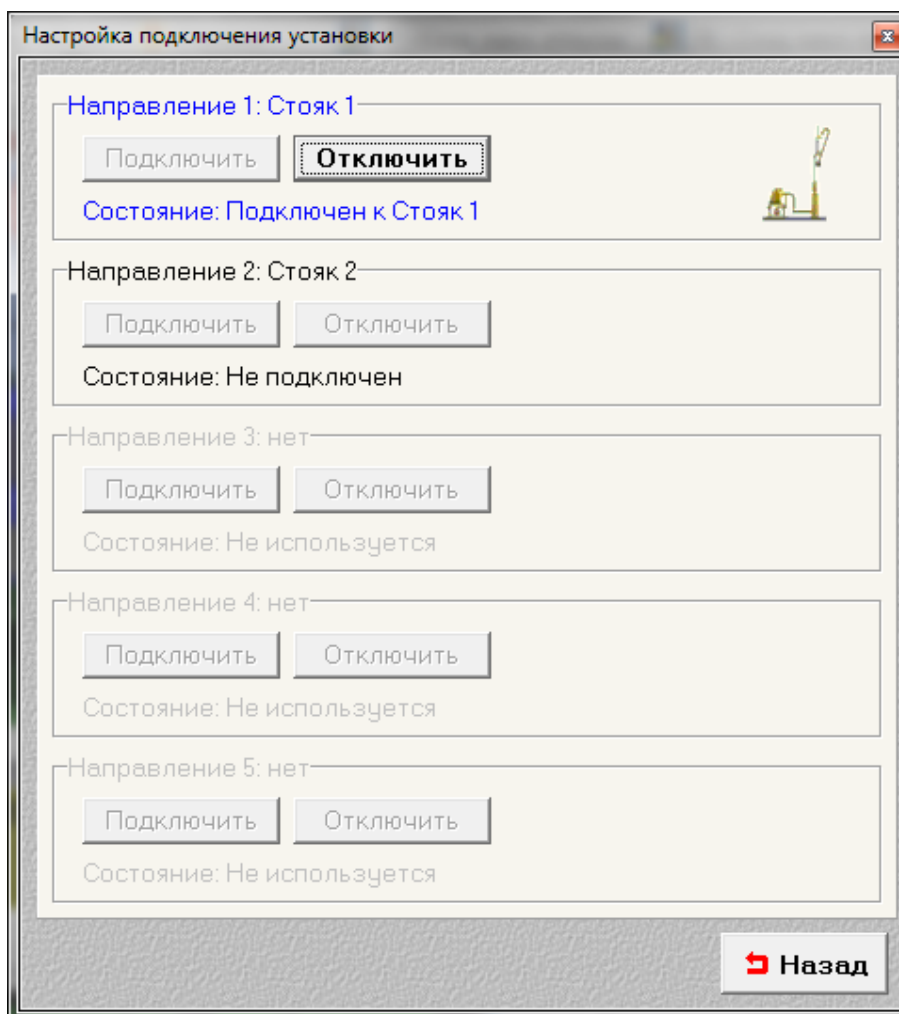 Настройка подключения установки
Направление 1: Стояк 1
Подключить Отключить
Состояние: Подключен к Стояк 1
Направление 2: Стояк 2
Подключить Отключить
Состояние: Не подключен
Направление 3: нет
Подключить Отключить
Состояние: Не используется
Направление 4: нет
Подключить Отключить
Состояние: Не используется
Направление 5: нет
Подключить Отключить
Состояние: Не используется
Назад